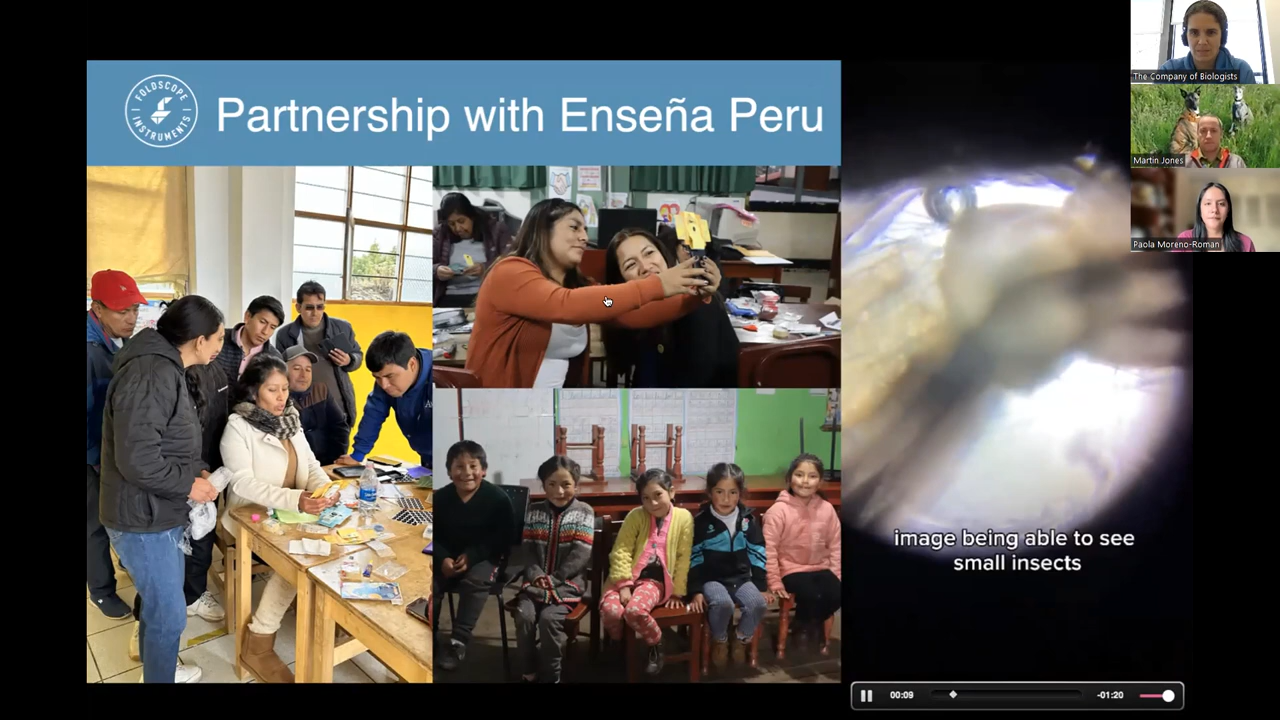 FOLDSCOPE
INSTRUMENTS
Partnership with Enseña Peru
The Company of Biologists
Martin Jones
Paola Moreno-Roman
image being able to see
small insects
00:09
-01:20